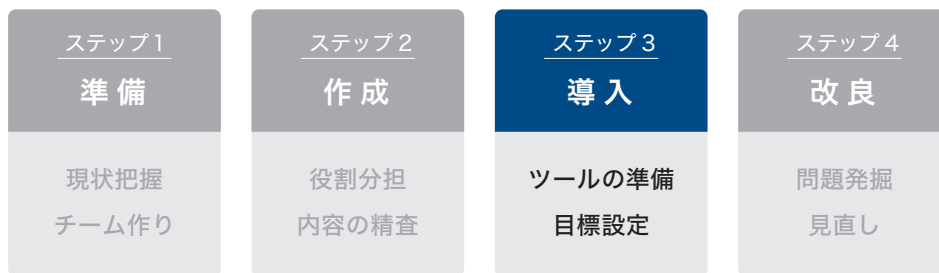 ステップ1
準備
現状把握
チーム作り
ステップ2
作成
役割分担
内容の精査
ステップ3
導入
ツールの準備
目標設定
ステップ4
改良
問題発掘
見直し